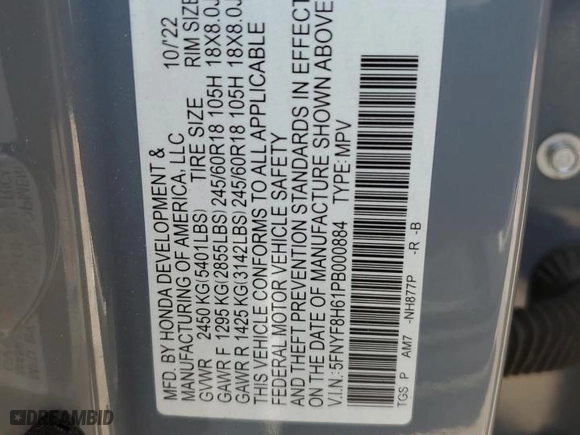 MFD. BY HONDA DEVELOPMENT & 10/'22
MANUFACTURING OF AMERICA, LLC
GVWR 2450 KG(5401LBS) TIRE SIZE RIM SIZE
GAWR F 1295 KG(2855LBS) 245/60R18 105H 18X8.0J
GAWR R 1425 KG(3142LBS) 245/60R18 105H 18X8.0J
THIS VEHICLE CONFORMS TO ALL APPLICABLE
FEDERAL MOTOR VEHICLE SAFETY
AND THEFT PREVENTION STANDARDS IN EFFECT
ON THE DATE OF MANUFACTURE SHOWN ABOVE
V.I.N.:5FNYF8H61PB000884 TYPE: MPV
TGS P AM7 -NH877P -R -B
DREAMBID